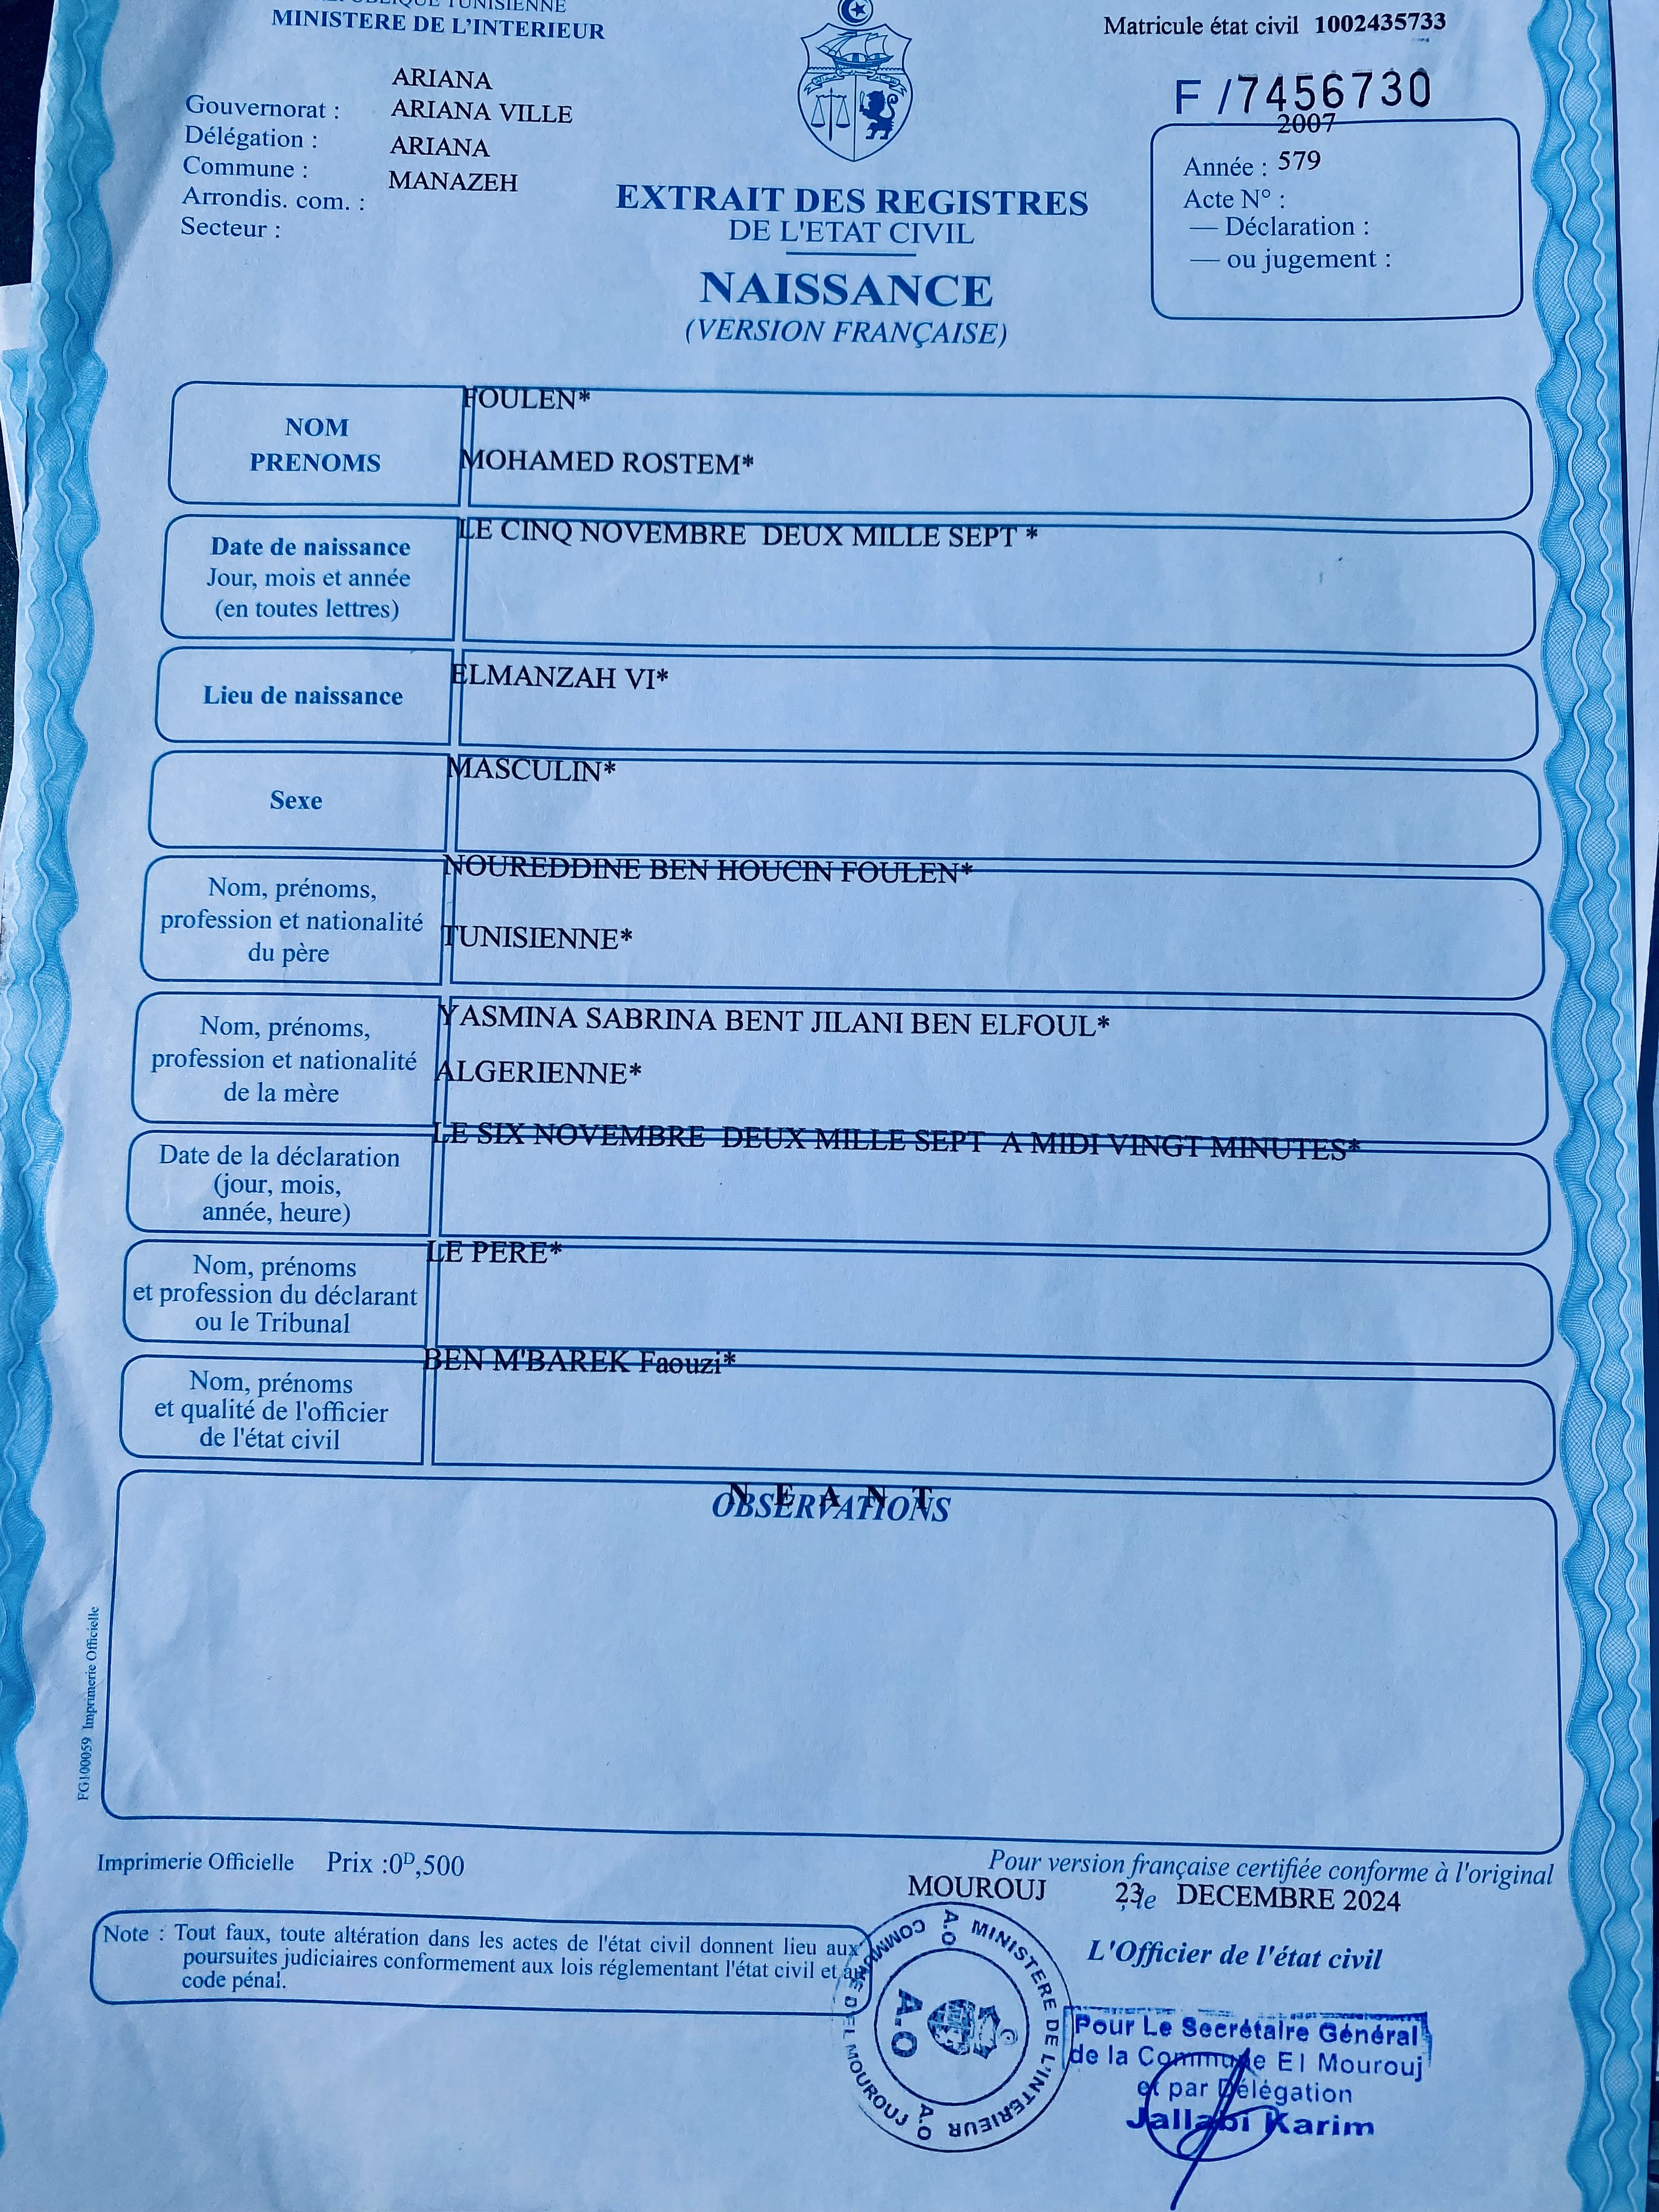 RÉPUBLIQUE TUNISIENNE
MINISTERE DE L'INTERIEUR
Matricule état civil 1002435733
F /7456730
ARIANA
Gouvernorat : ARIANA VILLE
Délégation : ARIANA
Commune : MANAZEH
Arrondis. com. :
Secteur :
2007
Année : 579
Acte N° :
— Déclaration :
— ou jugement :
EXTRAIT DES REGISTRES
DE L'ETAT CIVIL
NAISSANCE
(VERSION FRANÇAISE)
NOM
PRENOMS
FOULEN*
MOHAMED ROSTEM*
Date de naissance
Jour, mois et année
(en toutes lettres)
LE CINQ NOVEMBRE DEUX MILLE SEPT *
Lieu de naissance
ELMANZAH VI*
Sexe
MASCULIN*
Nom, prénoms,
profession et nationalité
du père
NOUREDDINE BEN HOUCIN FOULEN*
TUNISIENNE*
Nom, prénoms,
profession et nationalité
de la mère
YASMINA SABRINA BENT JILANI BEN ELFOUL*
ALGERIENNE*
Date de la déclaration
(jour, mois,
année, heure)
LE SIX NOVEMBRE DEUX MILLE SEPT A MIDI VINGT MINUTES*
Nom, prénoms
et profession du déclarant
ou le Tribunal
LE PERE*
Nom, prénoms
et qualité de l'officier
de l'état civil
BEN M'BAREK Faouzi*
N E A N T
OBSERVATIONS
FG100059 Imprimerie Officielle
Imprimerie Officielle Prix :0D,500
Pour version française certifiée conforme à l'original
MOUROUJ , le 23 DECEMBRE 2024
Note : Tout faux, toute altération dans les actes de l'état civil donnent lieu aux
poursuites judiciaires conformement aux lois réglementant l'état civil et au
code pénal.
L'Officier de l'état civil
MINISTERE DE L'INTERIEUR
A.O
COMMUNE D'EL MOUROUJ
A.O
A.O
Pour Le Secrétaire Général
de la Commune El Mourouj
et par Délégation
Jallabi Karim